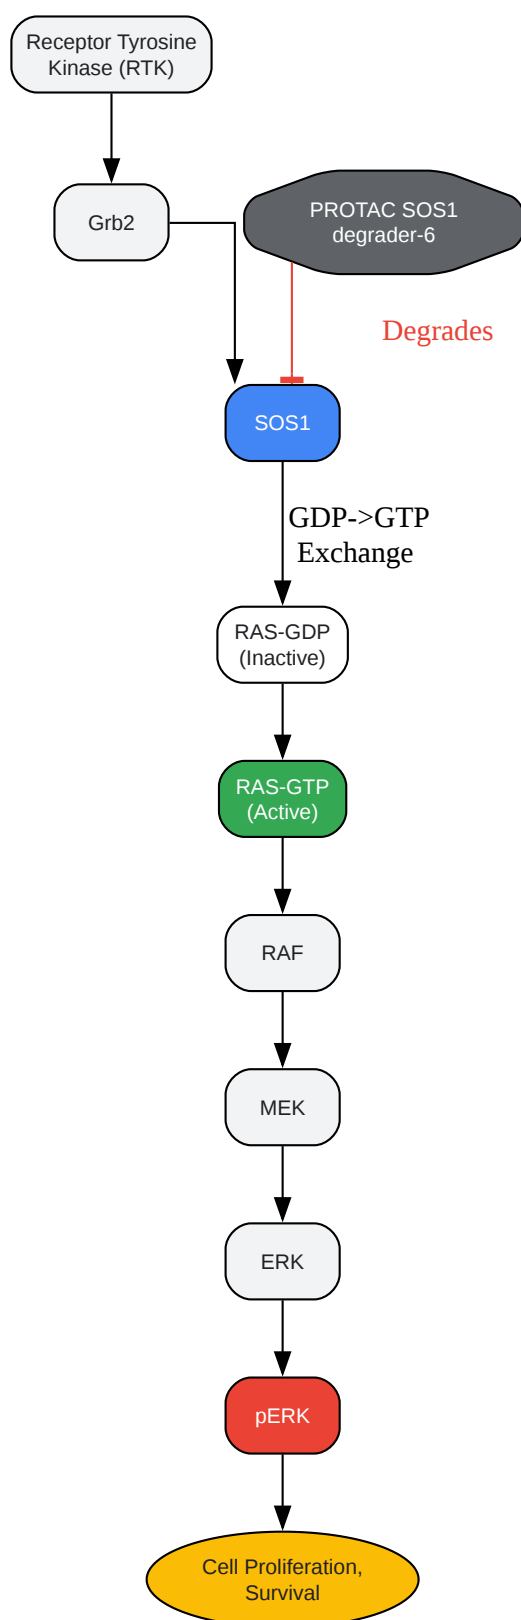 Receptor Tyrosine
Kinase (RTK)
Grb2
PROTAC SOS1
degrader-6
Degrades
SOS1
GDP->GTP
Exchange
RAS-GDP
(Inactive)
RAS-GTP
(Active)
RAF
MEK
ERK
pERK
Cell Proliferation,
Survival